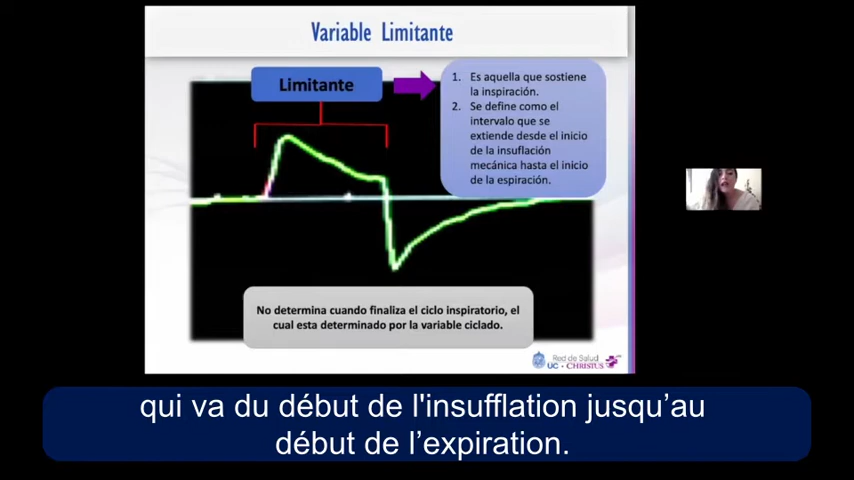 Variable Limitante
Limitante
1. Es aquella que sostiene
la inspiración.
2. Se define como el
intervalo que se
extiende desde el inicio
de la insuflación
mecánica hasta el inicio
de la espiración.
No determina cuando finaliza el ciclo inspiratorio, el
cual esta determinado por la variable ciclado.
Red de Salud
UC • CHRISTUS
qui va du début de l'insufflation jusqu’au
début de l’expiration.